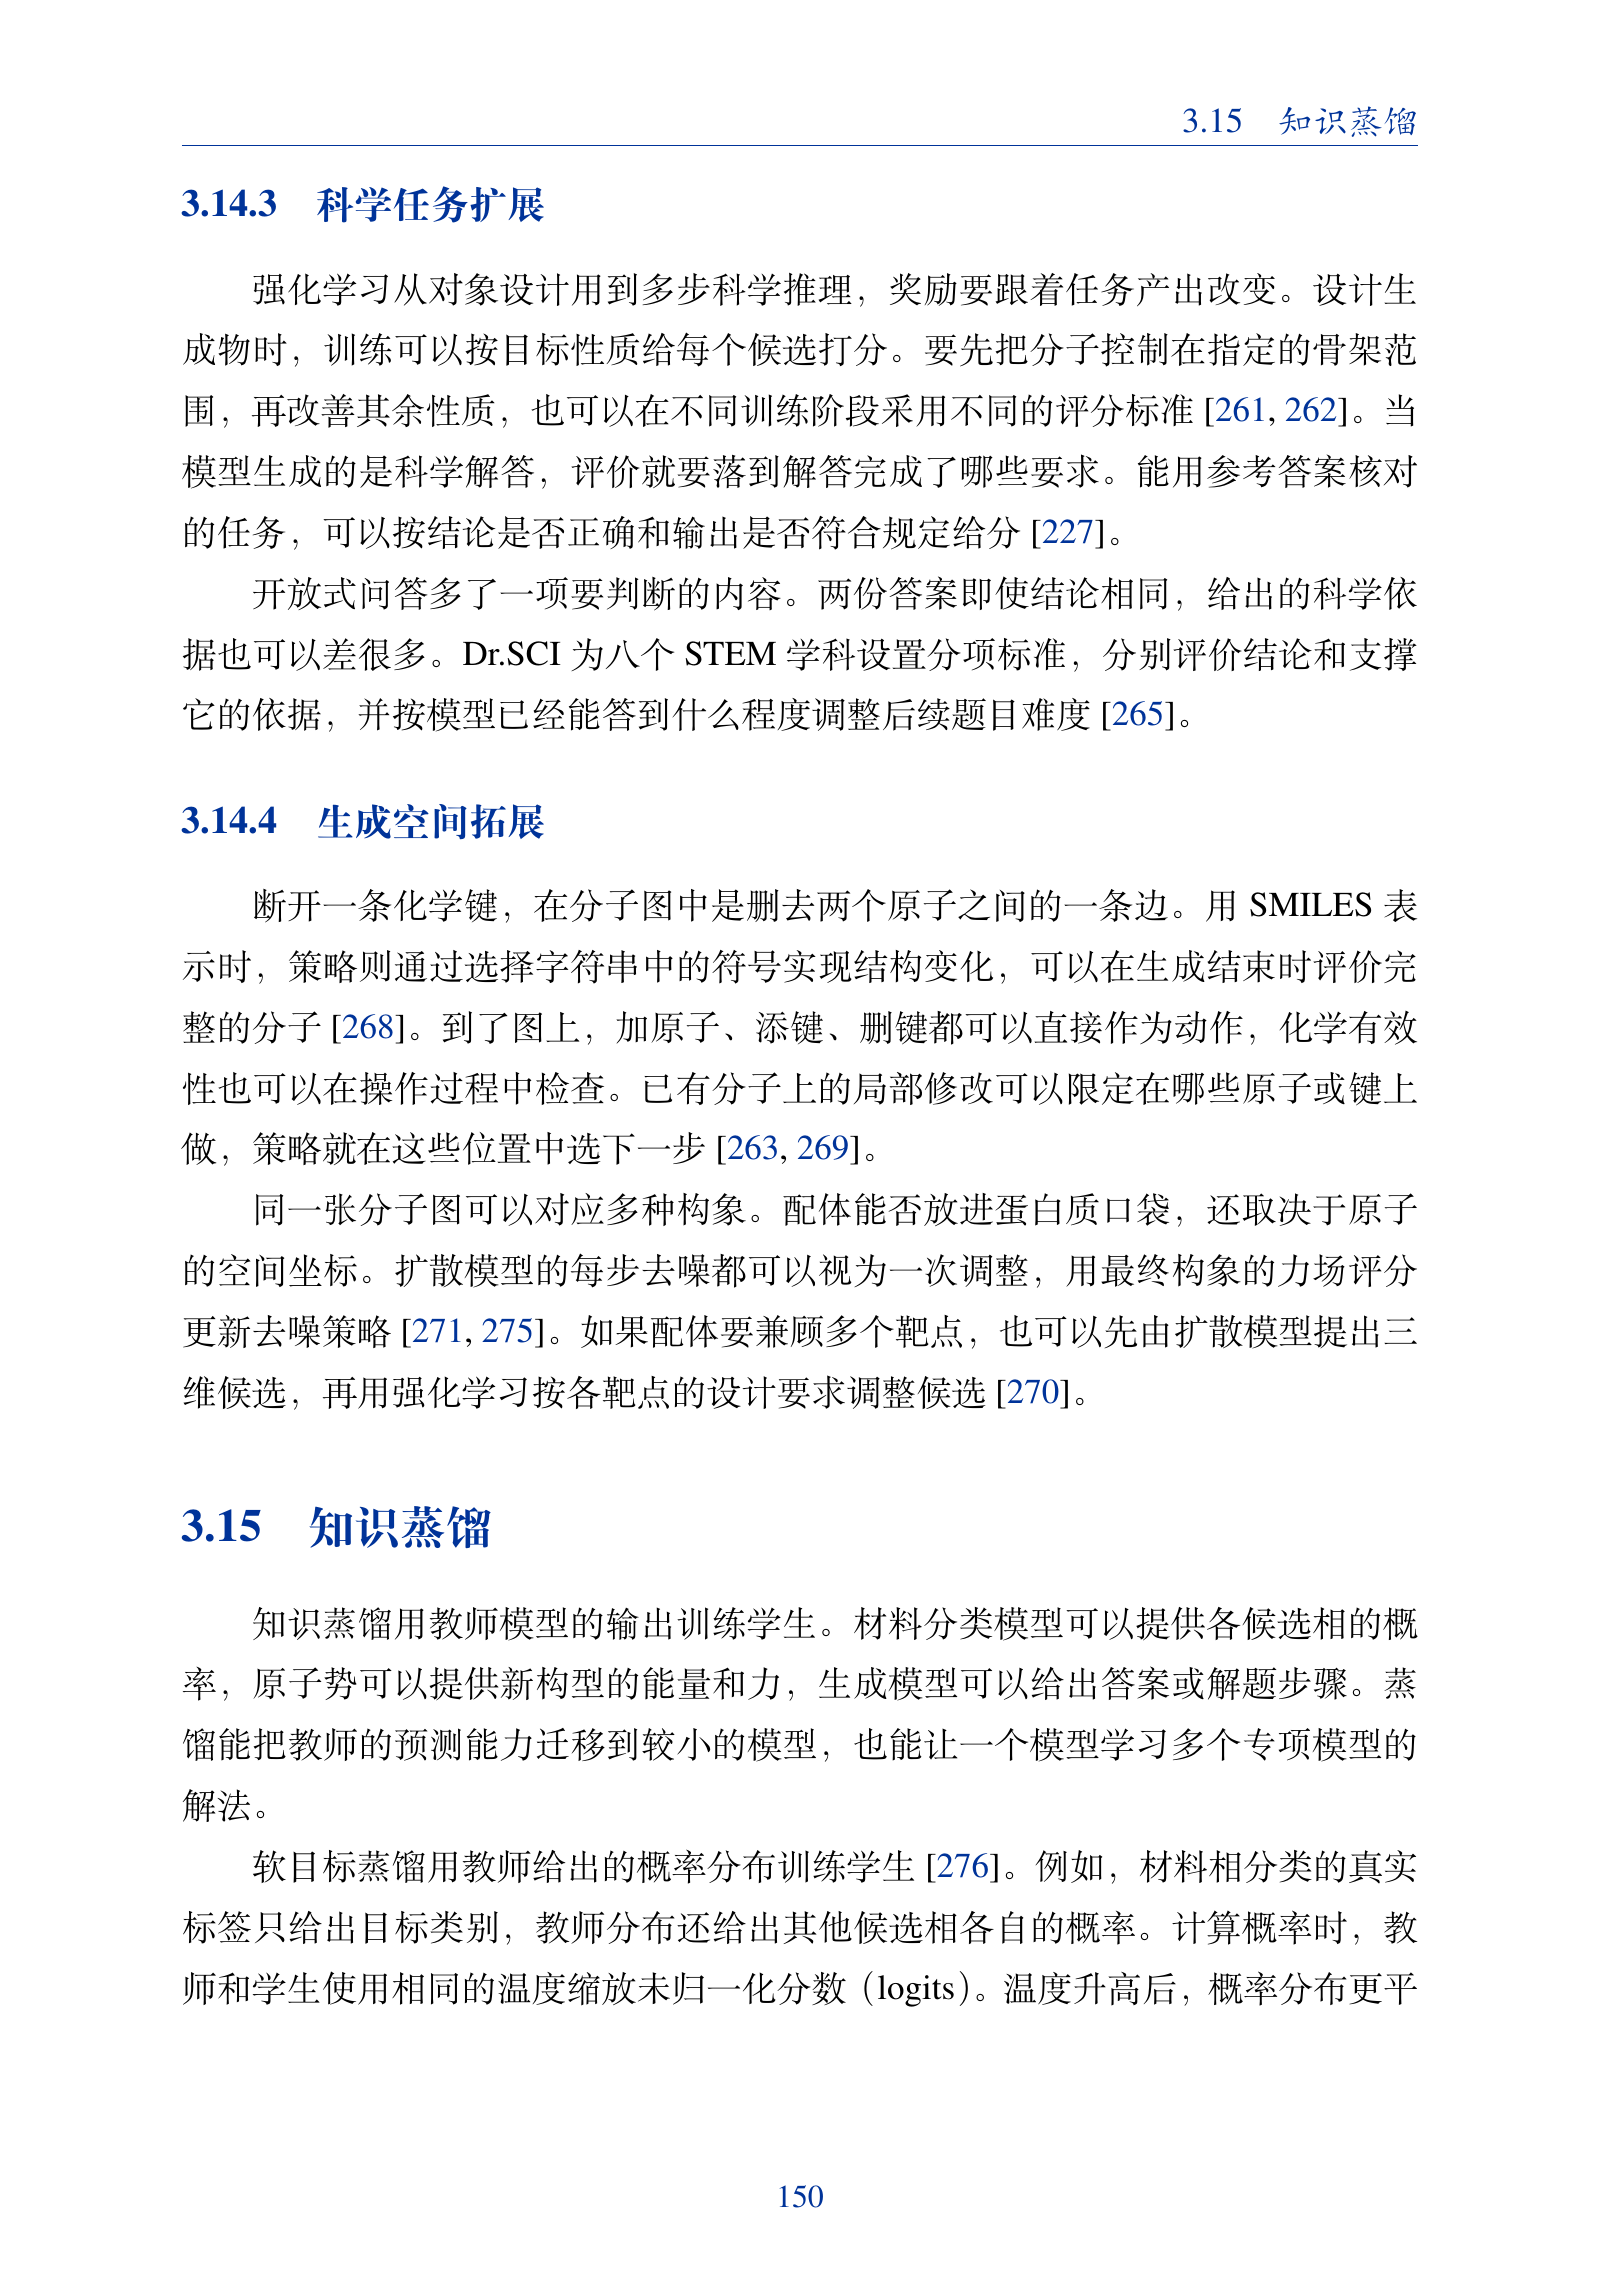 3.15 知识蒸馏
3.14.3 科学任务扩展
强化学习从对象设计用到多步科学推理，奖励要跟着任务产出改变。设计生
成物时，训练可以按目标性质给每个候选打分。要先把分子控制在指定的骨架范
围，再改善其余性质，也可以在不同训练阶段采用不同的评分标准 [261, 262]。当
模型生成的是科学解答，评价就要落到解答完成了哪些要求。能用参考答案核对
的任务，可以按结论是否正确和输出是否符合规定给分 [227]。
开放式问答多了一项要判断的内容。两份答案即使结论相同，给出的科学依
据也可以差很多。Dr.SCI 为八个 STEM 学科设置分项标准，分别评价结论和支撑
它的依据，并按模型已经能答到什么程度调整后续题目难度 [265]。
3.14.4 生成空间拓展
断开一条化学键，在分子图中是删去两个原子之间的一条边。用 SMILES 表
示时，策略则通过选择字符串中的符号实现结构变化，可以在生成结束时评价完
整的分子 [268]。到了图上，加原子、添键、删键都可以直接作为动作，化学有效
性也可以在操作过程中检查。已有分子上的局部修改可以限定在哪些原子或键上
做，策略就在这些位置中选下一步 [263, 269]。
同一张分子图可以对应多种构象。配体能否放进蛋白质口袋，还取决于原子
的空间坐标。扩散模型的每步去噪都可以视为一次调整，用最终构象的力场评分
更新去噪策略 [271, 275]。如果配体要兼顾多个靶点，也可以先由扩散模型提出三
维候选，再用强化学习按各靶点的设计要求调整候选 [270]。
3.15 知识蒸馏
知识蒸馏用教师模型的输出训练学生。材料分类模型可以提供各候选相的概
率，原子势可以提供新构型的能量和力，生成模型可以给出答案或解题步骤。蒸
馏能把教师的预测能力迁移到较小的模型，也能让一个模型学习多个专项模型的
解法。
软目标蒸馏用教师给出的概率分布训练学生 [276]。例如，材料相分类的真实
标签只给出目标类别，教师分布还给出其他候选相各自的概率。计算概率时，教
师和学生使用相同的温度缩放未归一化分数（logits）。温度升高后，概率分布更平
150